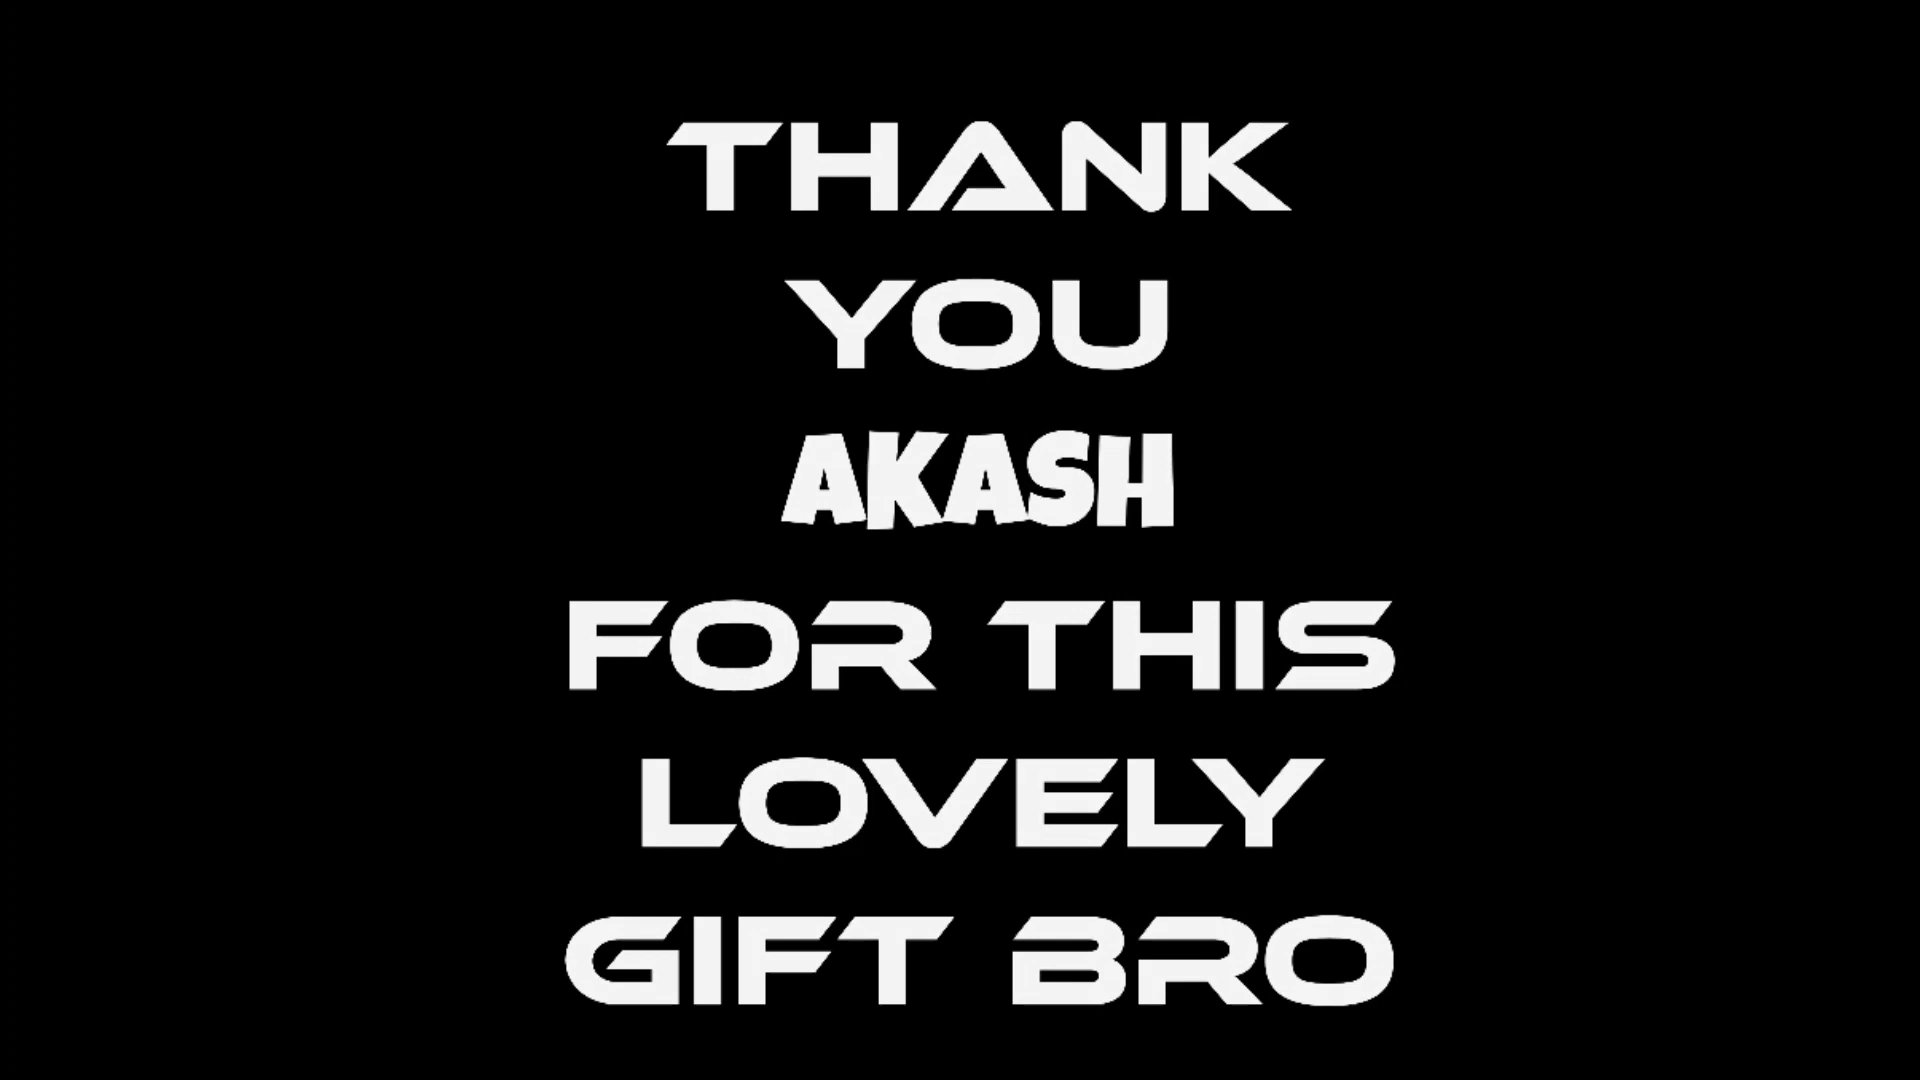 THANK
YOU
AKASH
FOR THIS
LOVELY
GIFT BRO